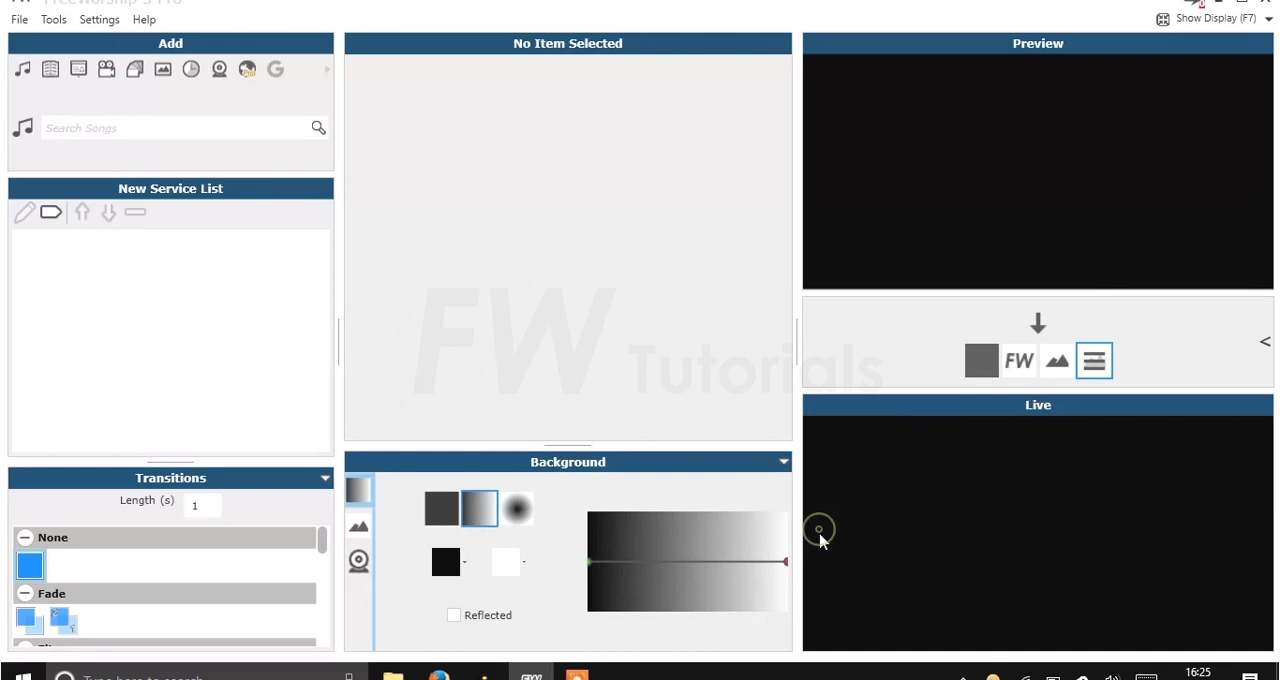 File Tools Settings Help
Show Display (F7)
Add
No Item Selected
Preview
Search Songs
New Service List
FW Tutorials
FW
Live
Transitions
Background
Length (s) 1
None
Fade
Reflected
16:25